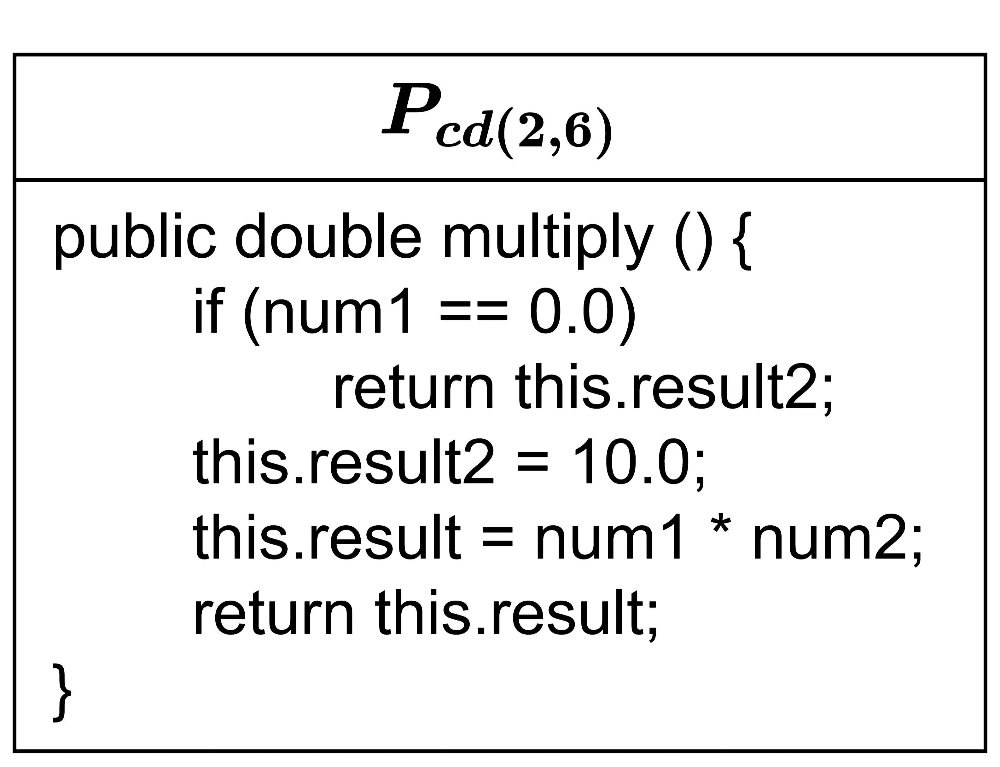 P_{cd(2,6)}
public double multiply () {
if (num1 == 0.0)
return this.result2;
this.result2 = 10.0;
this.result = num1 * num2;
return this.result;
}